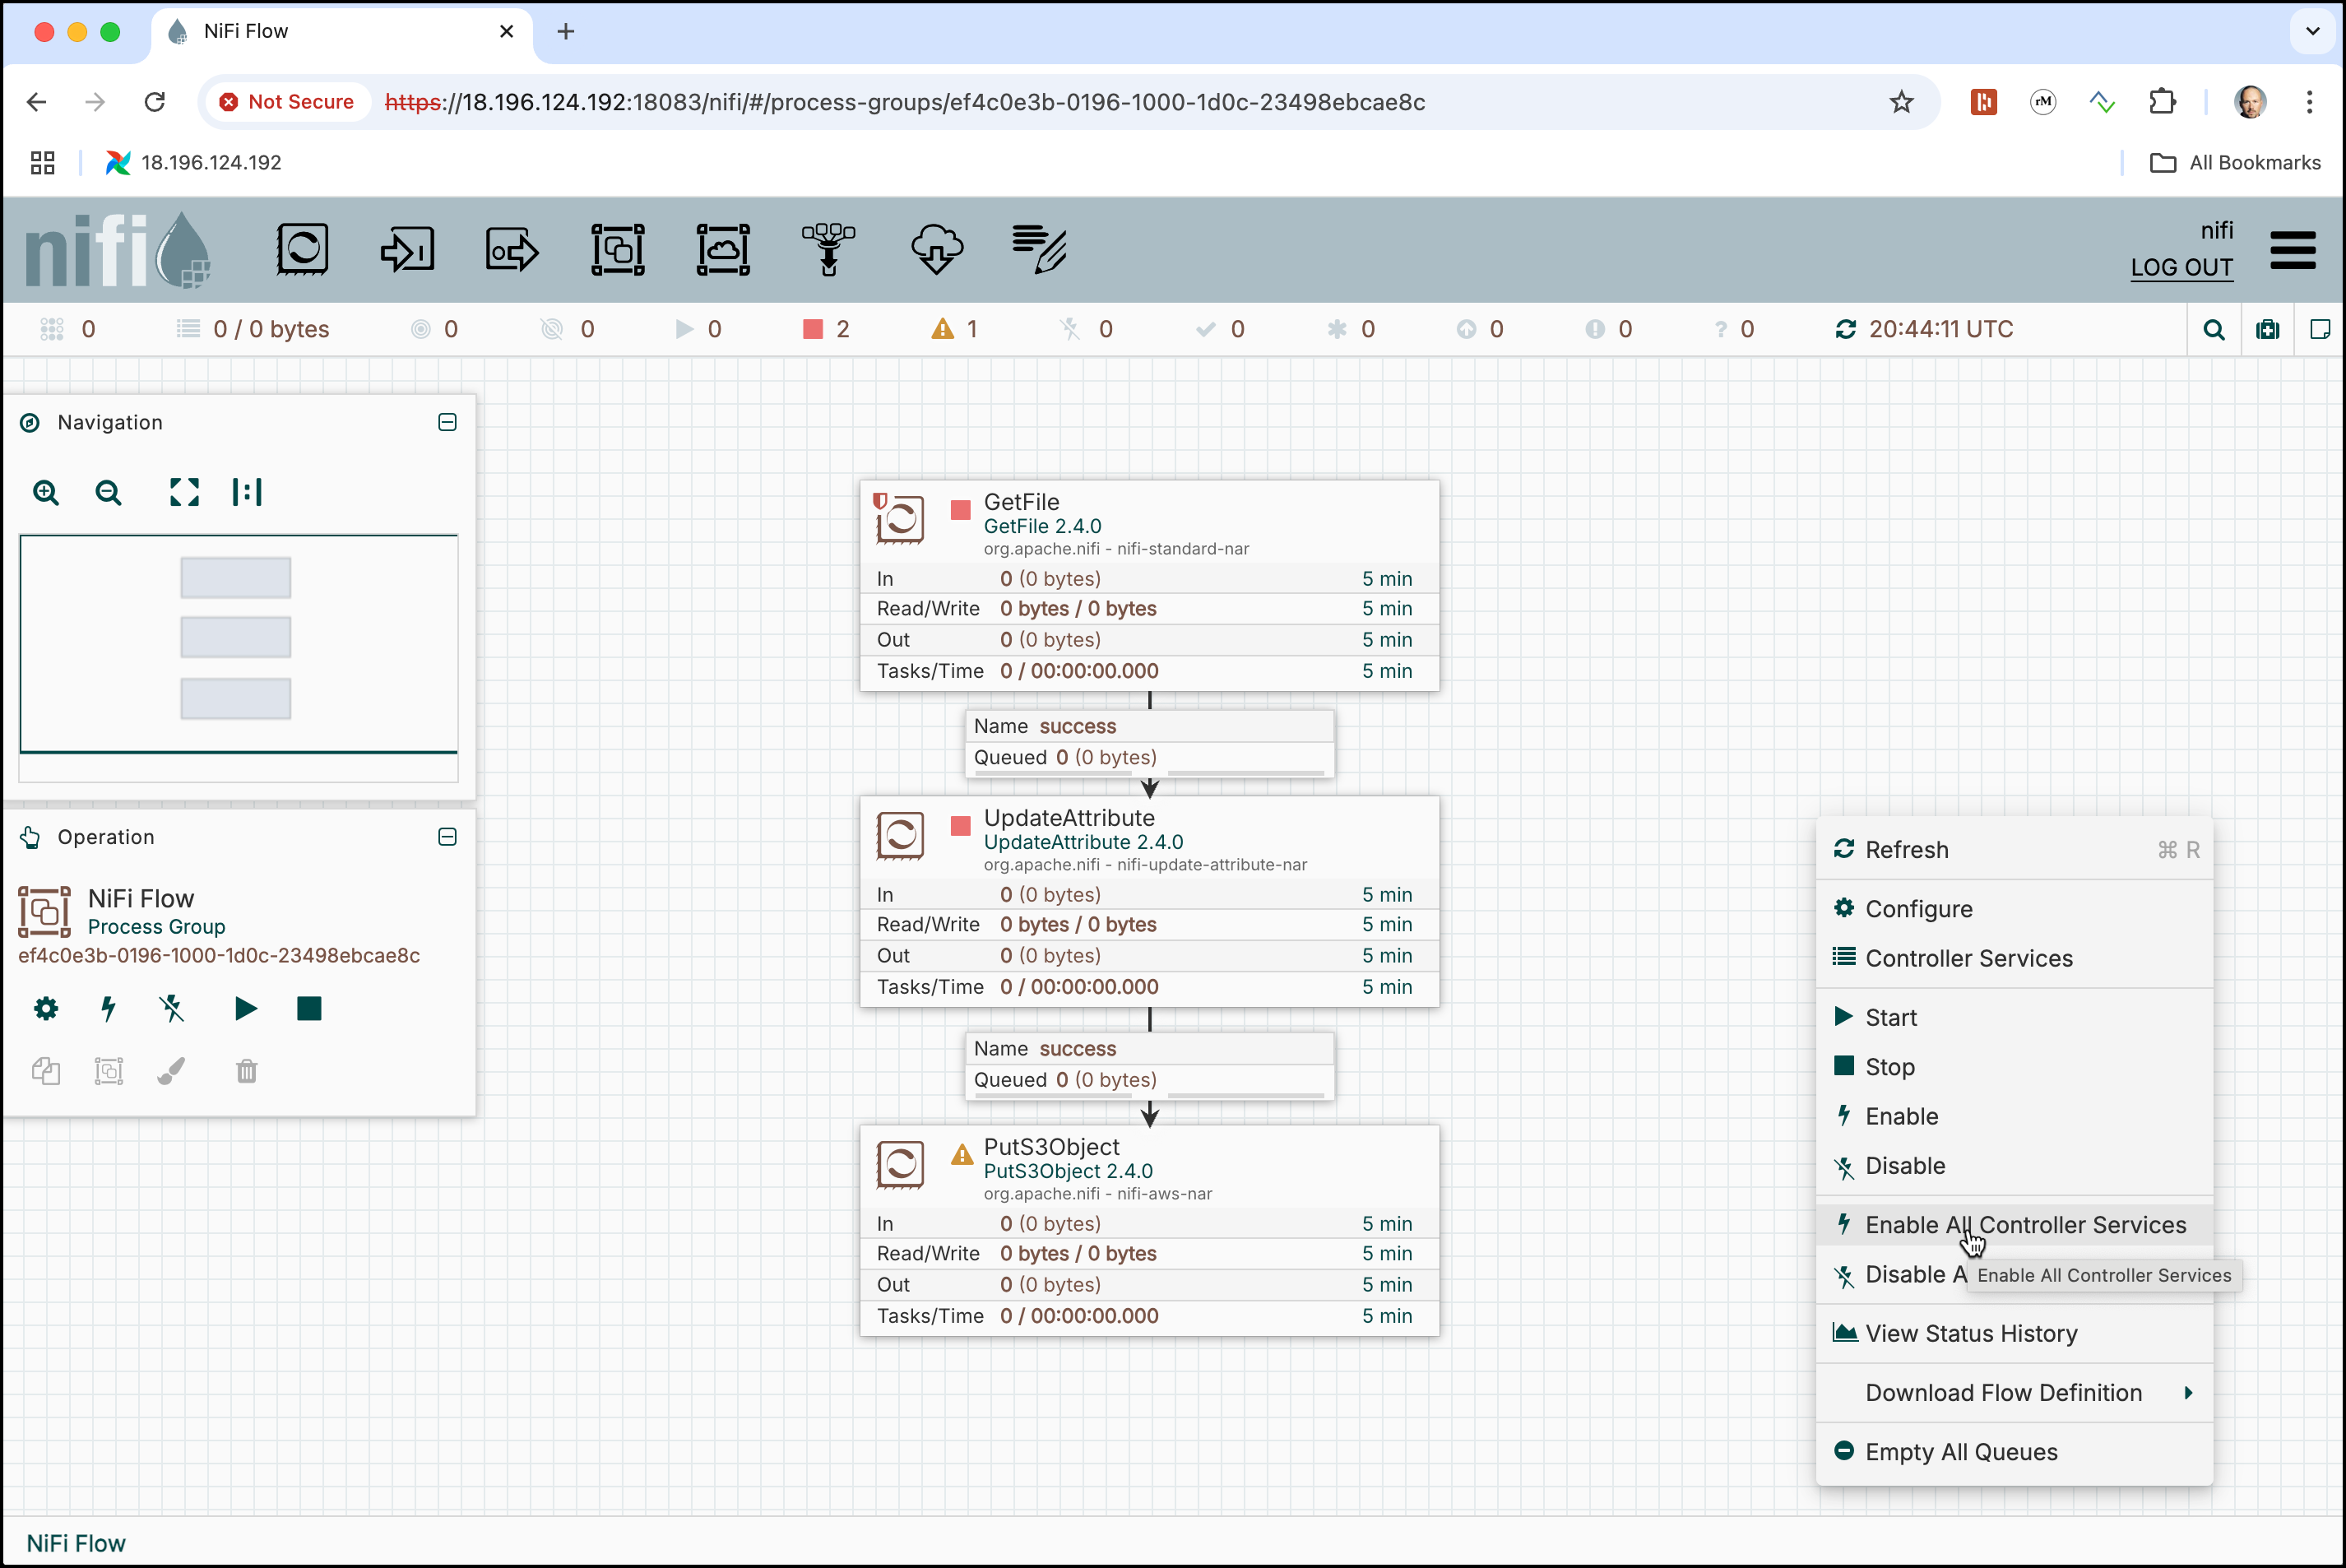 NiFi Flow
Not Secure https://18.196.124.192:18083/nifi/#/process-groups/ef4c0e3b-0196-1000-1d0c-23498ebcae8c
rM
18.196.124.192
All Bookmarks
nifi
nifi
LOG OUT
0
0 / 0 bytes
0
0
0
2
1
0
0
0
0
0
? 0
20:44:11 UTC
Navigation
Operation
NiFi Flow
Process Group
ef4c0e3b-0196-1000-1d0c-23498ebcae8c
GetFile
GetFile 2.4.0
org.apache.nifi - nifi-standard-nar
In 0 (0 bytes) 5 min
Read/Write 0 bytes / 0 bytes 5 min
Out 0 (0 bytes) 5 min
Tasks/Time 0 / 00:00:00.000 5 min
Name success
Queued 0 (0 bytes)
UpdateAttribute
UpdateAttribute 2.4.0
org.apache.nifi - nifi-update-attribute-nar
In 0 (0 bytes) 5 min
Read/Write 0 bytes / 0 bytes 5 min
Out 0 (0 bytes) 5 min
Tasks/Time 0 / 00:00:00.000 5 min
Name success
Queued 0 (0 bytes)
PutS3Object
PutS3Object 2.4.0
org.apache.nifi - nifi-aws-nar
In 0 (0 bytes) 5 min
Read/Write 0 bytes / 0 bytes 5 min
Out 0 (0 bytes) 5 min
Tasks/Time 0 / 00:00:00.000 5 min
Refresh ⌘ R
Configure
Controller Services
Start
Stop
Enable
Disable
Enable All Controller Services
Disable A
Enable All Controller Services
View Status History
Download Flow Definition
Empty All Queues
NiFi Flow